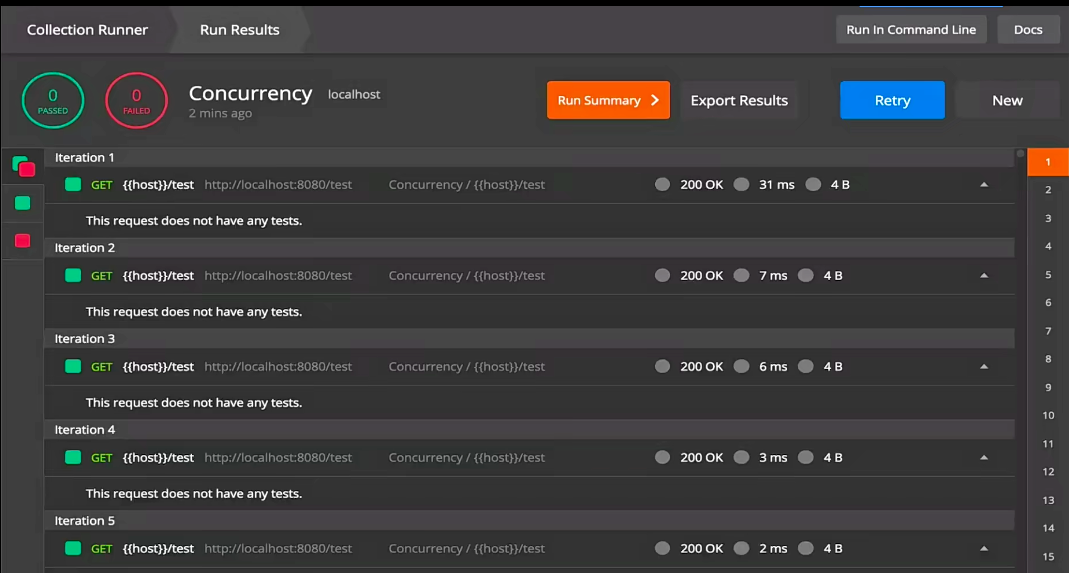 Collection Runner Run Results Run In Command Line Docs
0 PASSED
0 FAILED
Concurrency localhost
2 mins ago
Run Summary Export Results Retry New
Iteration 1
GET {{host}}/test http://localhost:8080/test Concurrency / {{host}}/test 200 OK 31 ms 4 B
This request does not have any tests.
Iteration 2
GET {{host}}/test http://localhost:8080/test Concurrency / {{host}}/test 200 OK 7 ms 4 B
This request does not have any tests.
Iteration 3
GET {{host}}/test http://localhost:8080/test Concurrency / {{host}}/test 200 OK 6 ms 4 B
This request does not have any tests.
Iteration 4
GET {{host}}/test http://localhost:8080/test Concurrency / {{host}}/test 200 OK 3 ms 4 B
This request does not have any tests.
Iteration 5
GET {{host}}/test http://localhost:8080/test Concurrency / {{host}}/test 200 OK 2 ms 4 B
1
2
3
4
5
6
7
8
9
10
11
12
13
14
15